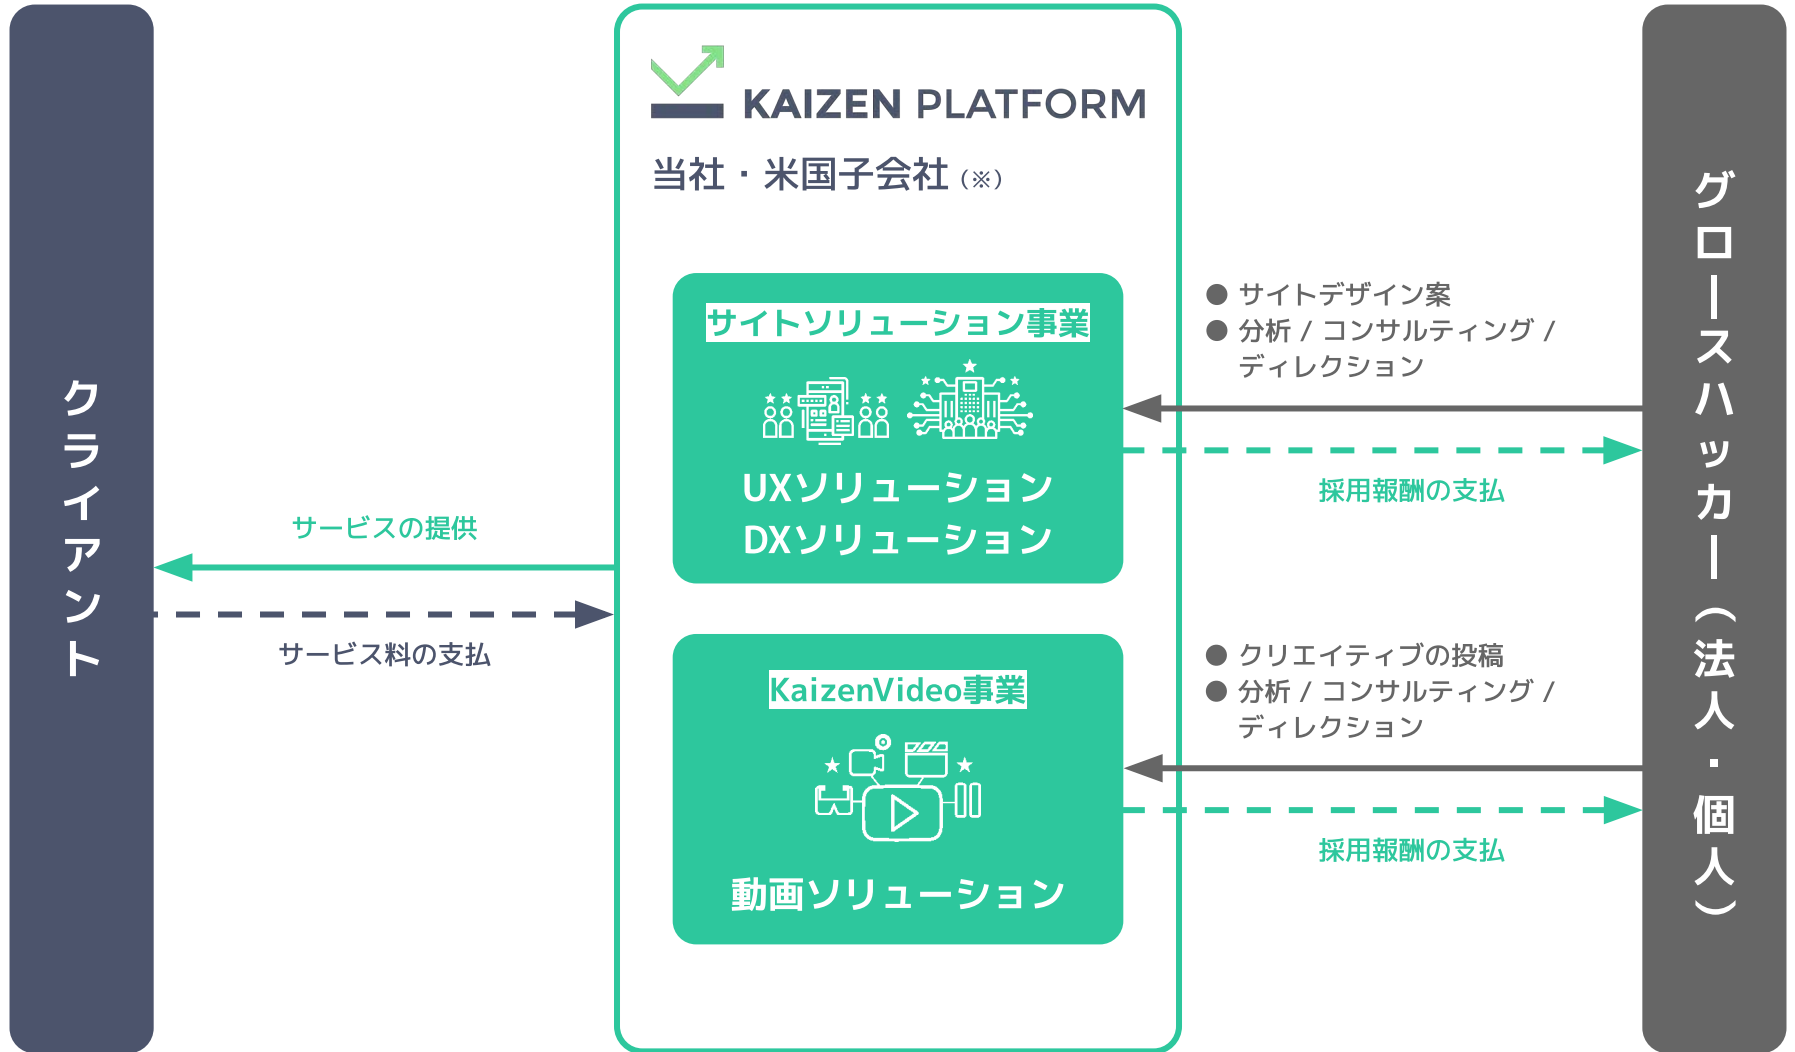 クライアント
サービスの提供
サービス料の支払
KAIZEN PLATFORM
当社・米国子会社（※）
サイトソリューション事業
UXソリューション
DXソリューション
KaizenVideo事業
動画ソリューション
● サイトデザイン案
● 分析 / コンサルティング /
ディレクション
採用報酬の支払
● クリエイティブの投稿
● 分析 / コンサルティング /
ディレクション
採用報酬の支払
グロースハッカー（法人・個人）